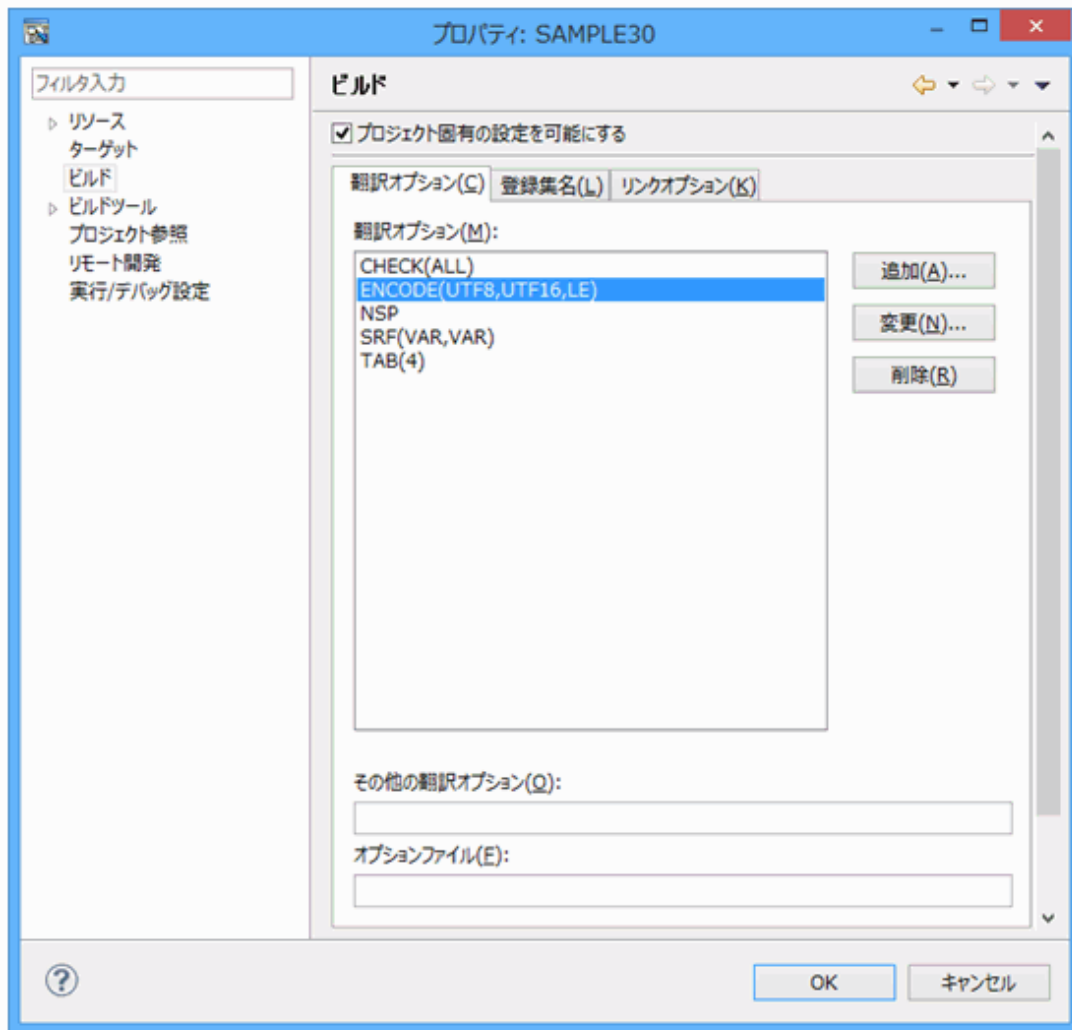 プロパティ: SAMPLE30
フィルタ入力
リソース
ターゲット
ビルド
ビルドツール
プロジェクト参照
リモート開発
実行/デバッグ設定
ビルド
プロジェクト固有の設定を可能にする
翻訳オプション(C) 登録集名(L) リンクオプション(K)
翻訳オプション(M):
CHECK(ALL)
ENCODE(UTF8,UTF16,LE)
NSP
SRF(VAR,VAR)
TAB(4)
追加(A)...
変更(N)...
削除(R)
その他の翻訳オプション(O):
オプションファイル(F):
OK キャンセル